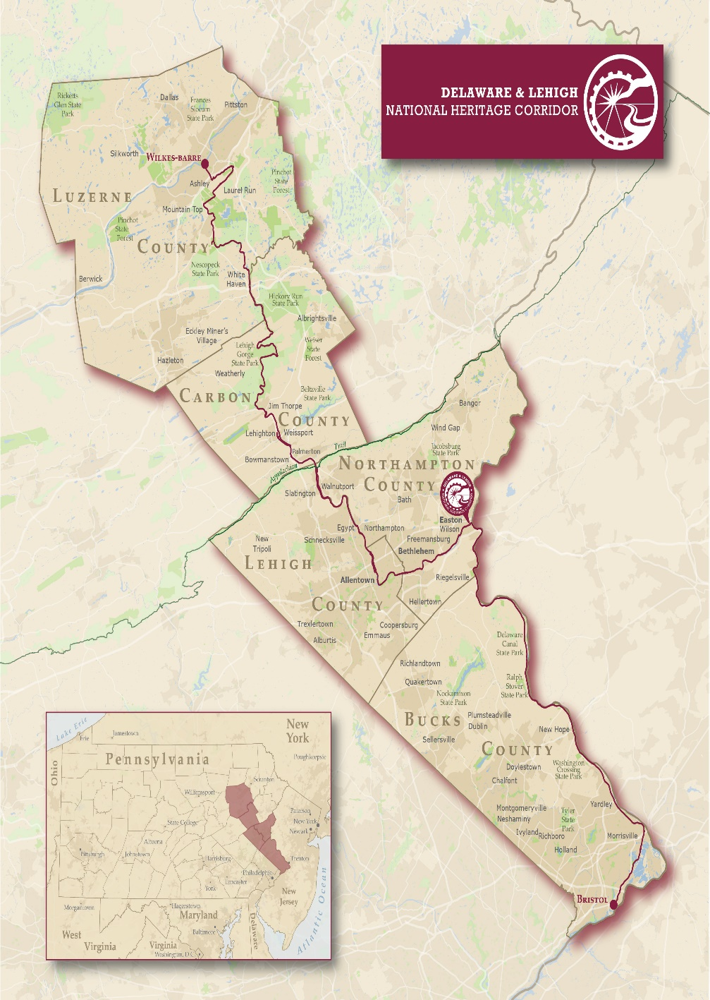 DELAWARE & LEHIGH
NATIONAL HERITAGE CORRIDOR
Ricketts
Glen State
Park
Dallas
Frances
Slocum
State Park
Pittston
Silkworth
WILKES-BARRE
Ashley
Laurel Run
Pinchot
State
Forest
LUZERNE
Mountain Top
Pinchot
State
Forest
COUNTY
Nescopeck
State Park
White
Haven
Berwick
Hickory Run
State Park
Albrightsville
Eckley Miner's
Village
Lehigh
Gorge
State Park
Weiser
State
Forest
Hazleton
Weatherly
CARBON
Beltzville
State Park
Jim Thorpe
COUNTY
Lehighton
Weissport
Bangor
Wind Gap
Jacobsburg
State Park
Palmerton
Bowmanstown
Appalachian Trail
NORTHAMPTON
COUNTY
Slatington
Walnutport
Bath
DELAWARE & LEHIGH
Easton
Wilson
Egypt
Northampton
Freemansburg
Schnecksville
New
Tripoli
Bethlehem
LEHIGH
Allentown
Riegelsville
COUNTY
Hellertown
Trexlertown
Coopersburg
Emmaus
Alburtis
Delaware
Canal
State Park
Richlandtown
Quakertown
Ralph
Stover
State Park
Nockamixon
State Park
BUCKS
Plumsteadville
Dublin
New Hope
Sellersville
COUNTY
Doylestown
Washington
Crossing
State Park
Chalfont
Yardley
Montgomeryville
Neshaminy
Tyler
State
Park
Ivyland
Richboro
Morrisville
Holland
BRISTOL
Lake Erie
Erie
Jamestown
New
York
Ohio
Pennsylvania
Poughkeepsie
Scranton
Williamsport
Paterson
New York
State College
Newark
Altoona
Pittsburgh
Johnstown
Harrisburg
Trenton
Philadelphia
Lancaster
York
New
Jersey
Morgantown
Hagerstown
Maryland
Baltimore
Delaware
Atlantic Ocean
West
Virginia
Virginia
Washington, D.C.